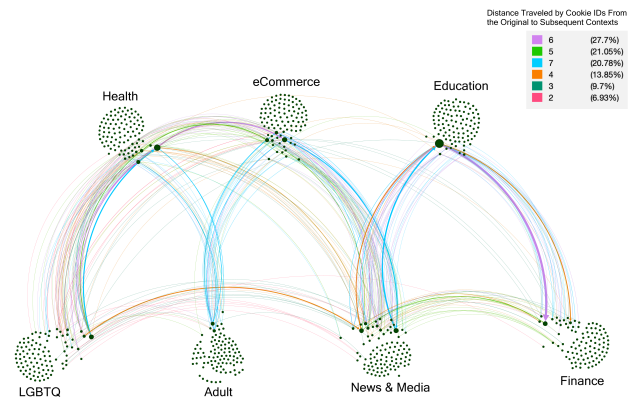 Distance Traveled by Cookie IDs From
the Original to Subsequent Contexts
6 (27.7%)
5 (21.05%)
7 (20.78%)
4 (13.85%)
3 (9.7%)
2 (6.93%)
eCommerce
Education
Health
LGBTQ
Adult
News & Media
Finance